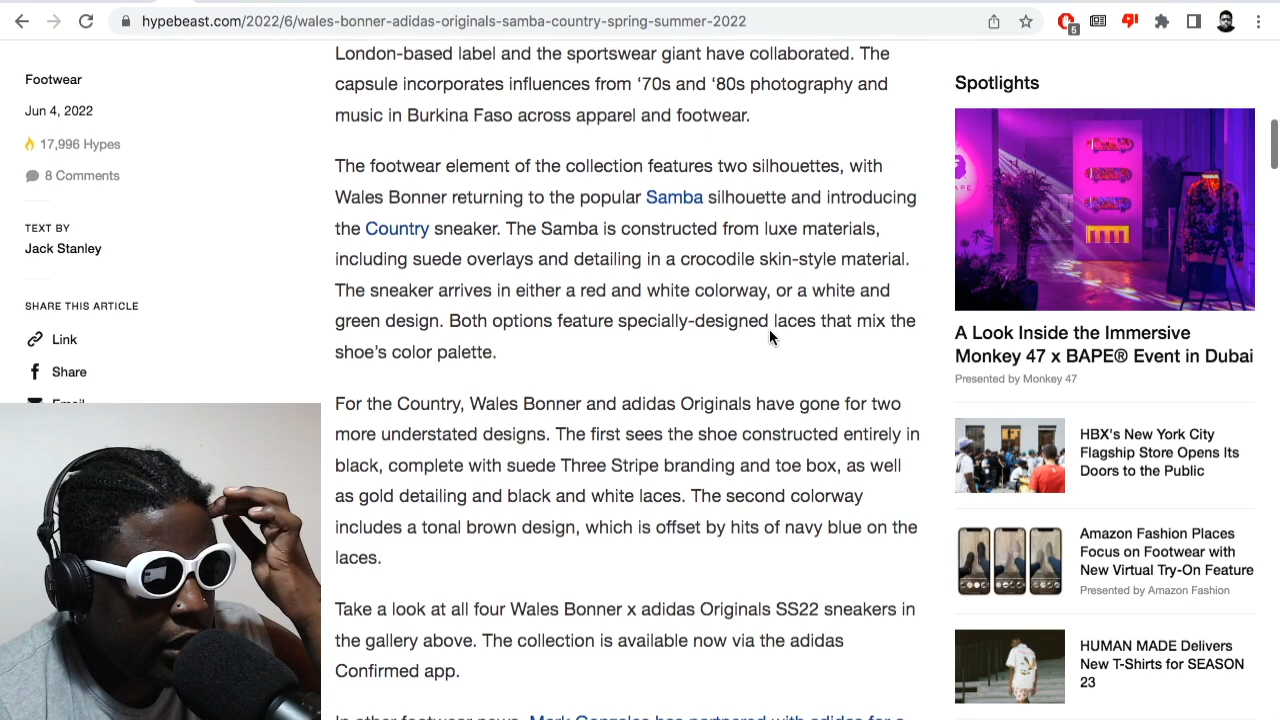 hypebeast.com/2022/6/wales-bonner-adidas-originals-samba-country-spring-summer-2022
5
Footwear
Jun 4, 2022
17,996 Hypes
8 Comments
TEXT BY
Jack Stanley
SHARE THIS ARTICLE
Link
Share
London-based label and the sportswear giant have collaborated. The
capsule incorporates influences from ‘70s and ‘80s photography and
music in Burkina Faso across apparel and footwear.
The footwear element of the collection features two silhouettes, with
Wales Bonner returning to the popular Samba silhouette and introducing
the Country sneaker. The Samba is constructed from luxe materials,
including suede overlays and detailing in a crocodile skin-style material.
The sneaker arrives in either a red and white colorway, or a white and
green design. Both options feature specially-designed laces that mix the
shoe’s color palette.
For the Country, Wales Bonner and adidas Originals have gone for two
more understated designs. The first sees the shoe constructed entirely in
black, complete with suede Three Stripe branding and toe box, as well
as gold detailing and black and white laces. The second colorway
includes a tonal brown design, which is offset by hits of navy blue on the
laces.
Take a look at all four Wales Bonner x adidas Originals SS22 sneakers in
the gallery above. The collection is available now via the adidas
Confirmed app.
In other footwear news, Mark Gonzales has partnered with adidas for a
Spotlights
A Look Inside the Immersive
Monkey 47 x BAPE® Event in Dubai
Presented by Monkey 47
HBX's New York City
Flagship Store Opens Its
Doors to the Public
Amazon Fashion Places
Focus on Footwear with
New Virtual Try-On Feature
Presented by Amazon Fashion
HUMAN MADE Delivers
New T-Shirts for SEASON
23